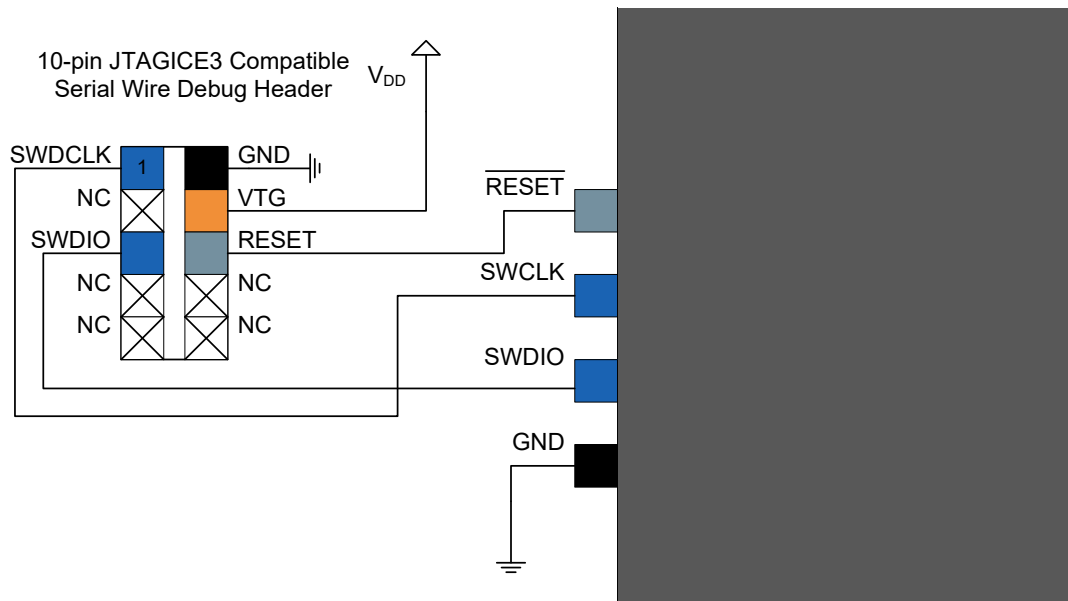 10-pin JTAGICE3 Compatible
Serial Wire Debug Header
VDD
SWDCLK
1
GND
NC
VTG
SWDIO
RESET
NC
NC
NC
NC
RESET
SWCLK
SWDIO
GND